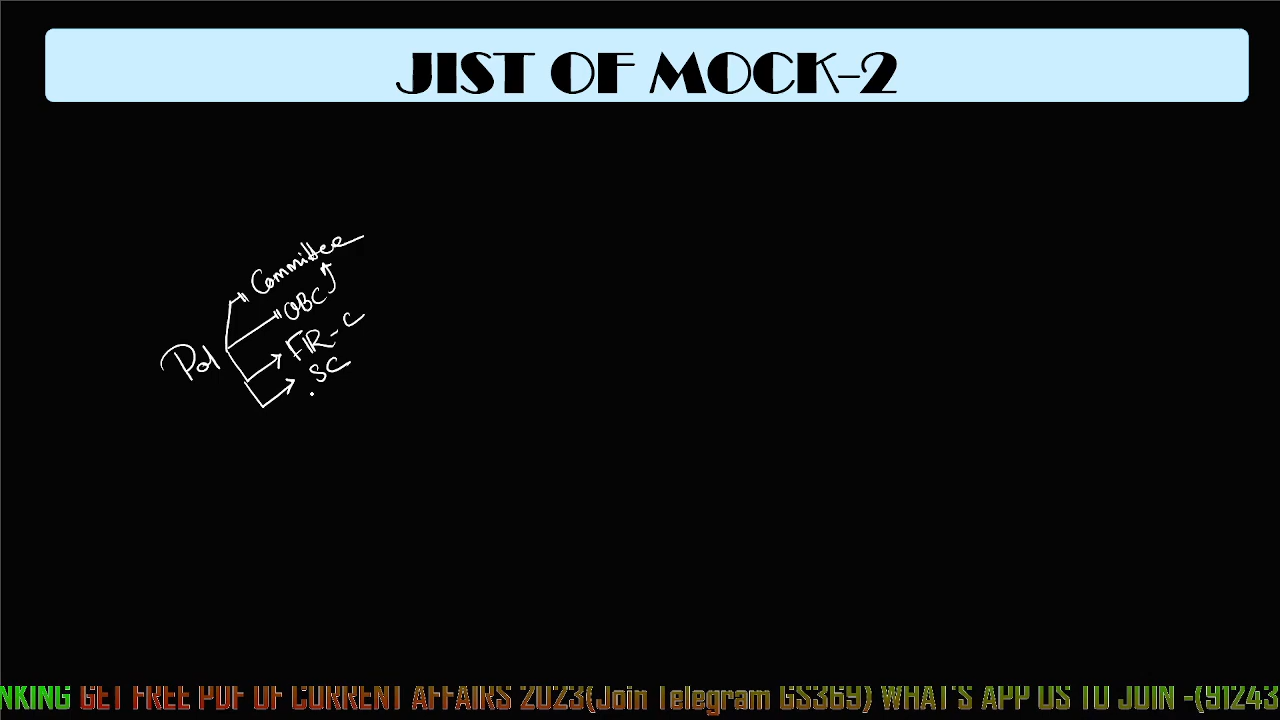 JIST OF MOCK-2
Committee
OBC
FIR-C
Pol
SC
NKING GET FREE PDF OF CURRENT AFFAIRS 2023(Join Telegram GS369) WHAT'S APP US TO JOIN -(91243